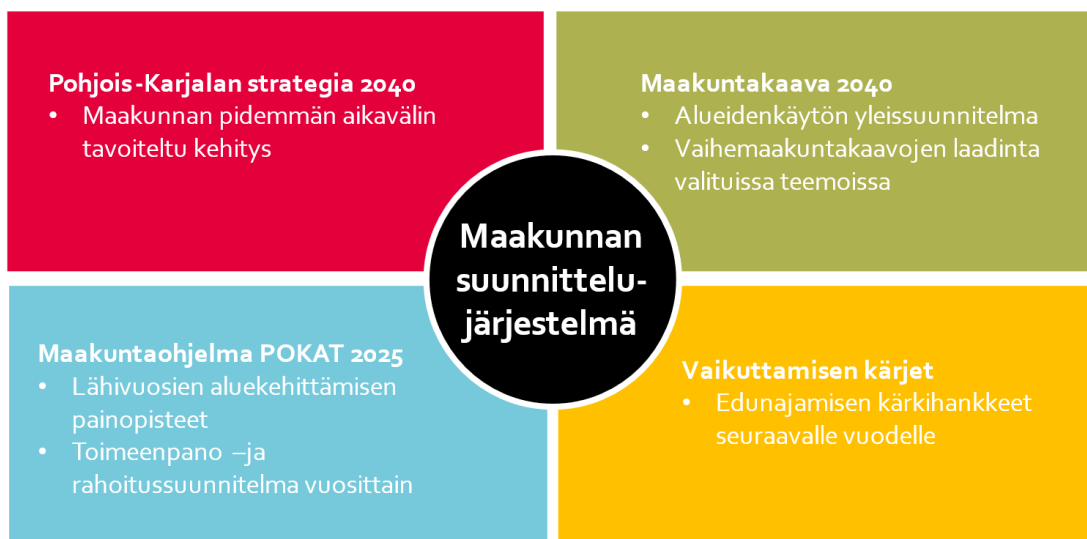 Pohjois-Karjalan strategia 2040
• Maakunnan pidemmän aikavälin
tavoiteltu kehitys
Maakuntakaava 2040
• Alueidenkäytön yleissuunnitelma
• Vaihemaakuntakaavojen laadinta
valituissa teemoissa
Maakunnan
suunnittelu-
järjestelmä
Maakuntaohjelma POKAT 2025
• Lähivuosien aluekehittämisen
painopisteet
• Toimeenpano –ja
rahoitussuunnitelma vuosittain
Vaikuttamisen kärjet
• Edunajamisen kärkihankkeet
seuraavalle vuodelle